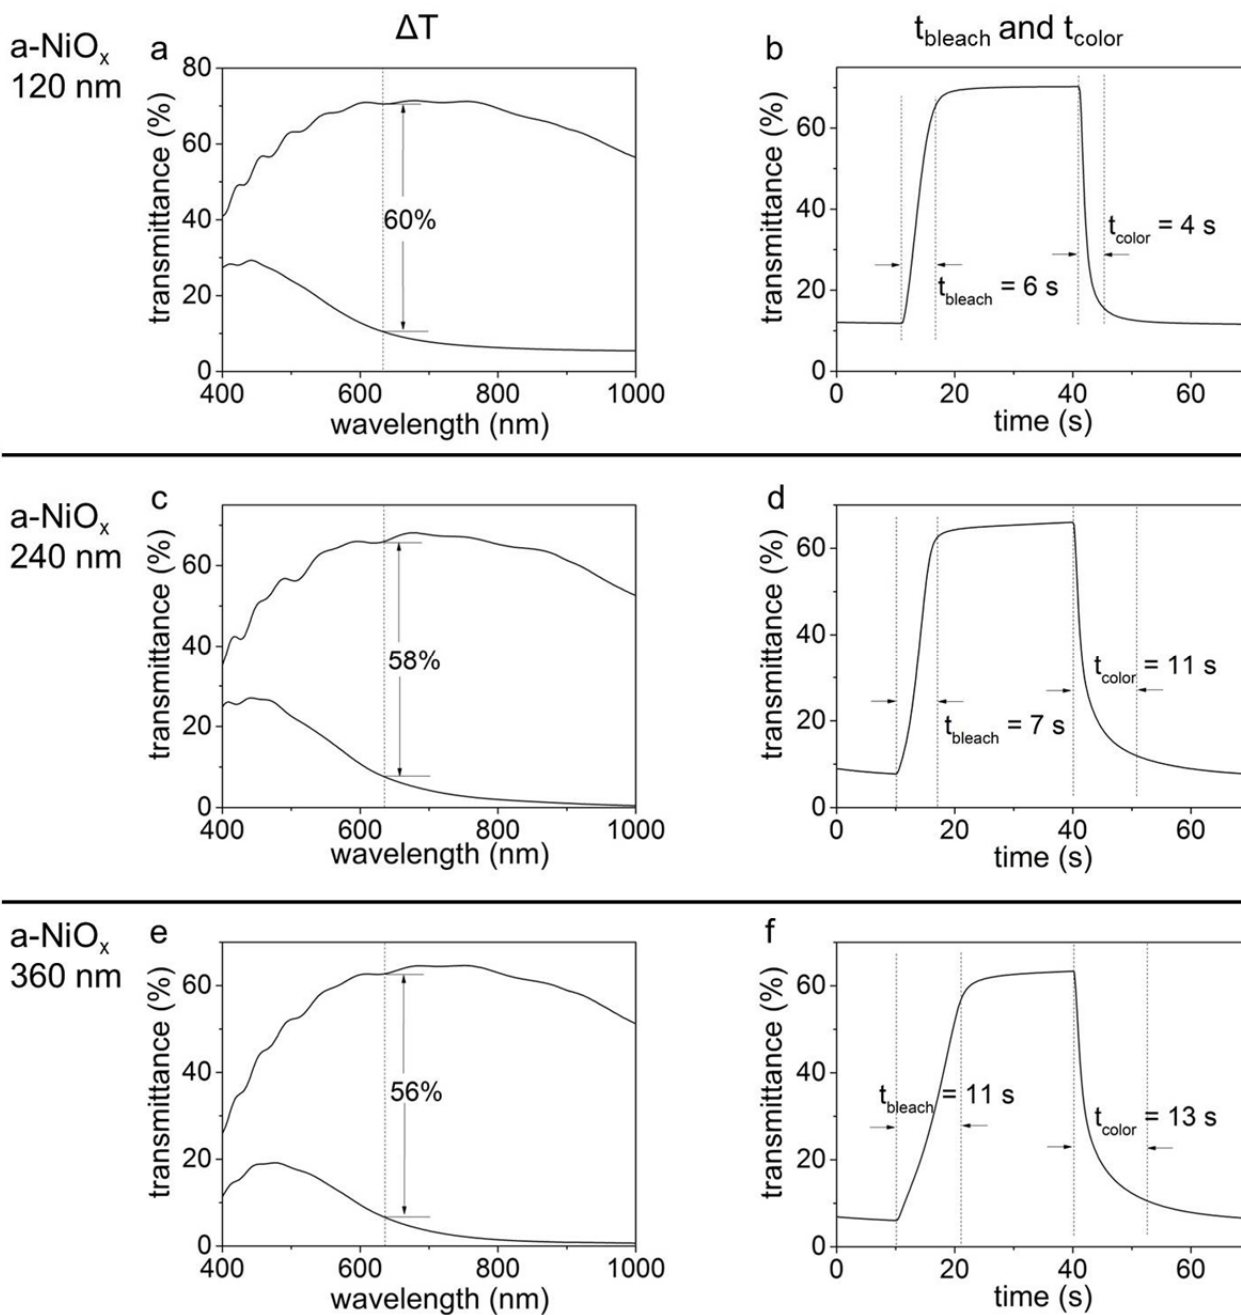 ΔT
t_bleach and t_color
a-NiOₓ
120 nm
a
80
60
40
20
0
transmittance (%)
60%
400
600
800
1000
wavelength (nm)
b
60
40
20
0
transmittance (%)
t_color = 4 s
t_bleach = 6 s
0
20
40
60
time (s)
a-NiOₓ
240 nm
c
60
40
20
0
transmittance (%)
58%
400
600
800
1000
wavelength (nm)
d
60
40
20
0
transmittance (%)
t_color = 11 s
t_bleach = 7 s
0
20
40
60
time (s)
a-NiOₓ
360 nm
e
60
40
20
0
transmittance (%)
56%
400
600
800
1000
wavelength (nm)
f
60
40
20
0
transmittance (%)
t_bleach = 11 s
t_color = 13 s
0
20
40
60
time (s)